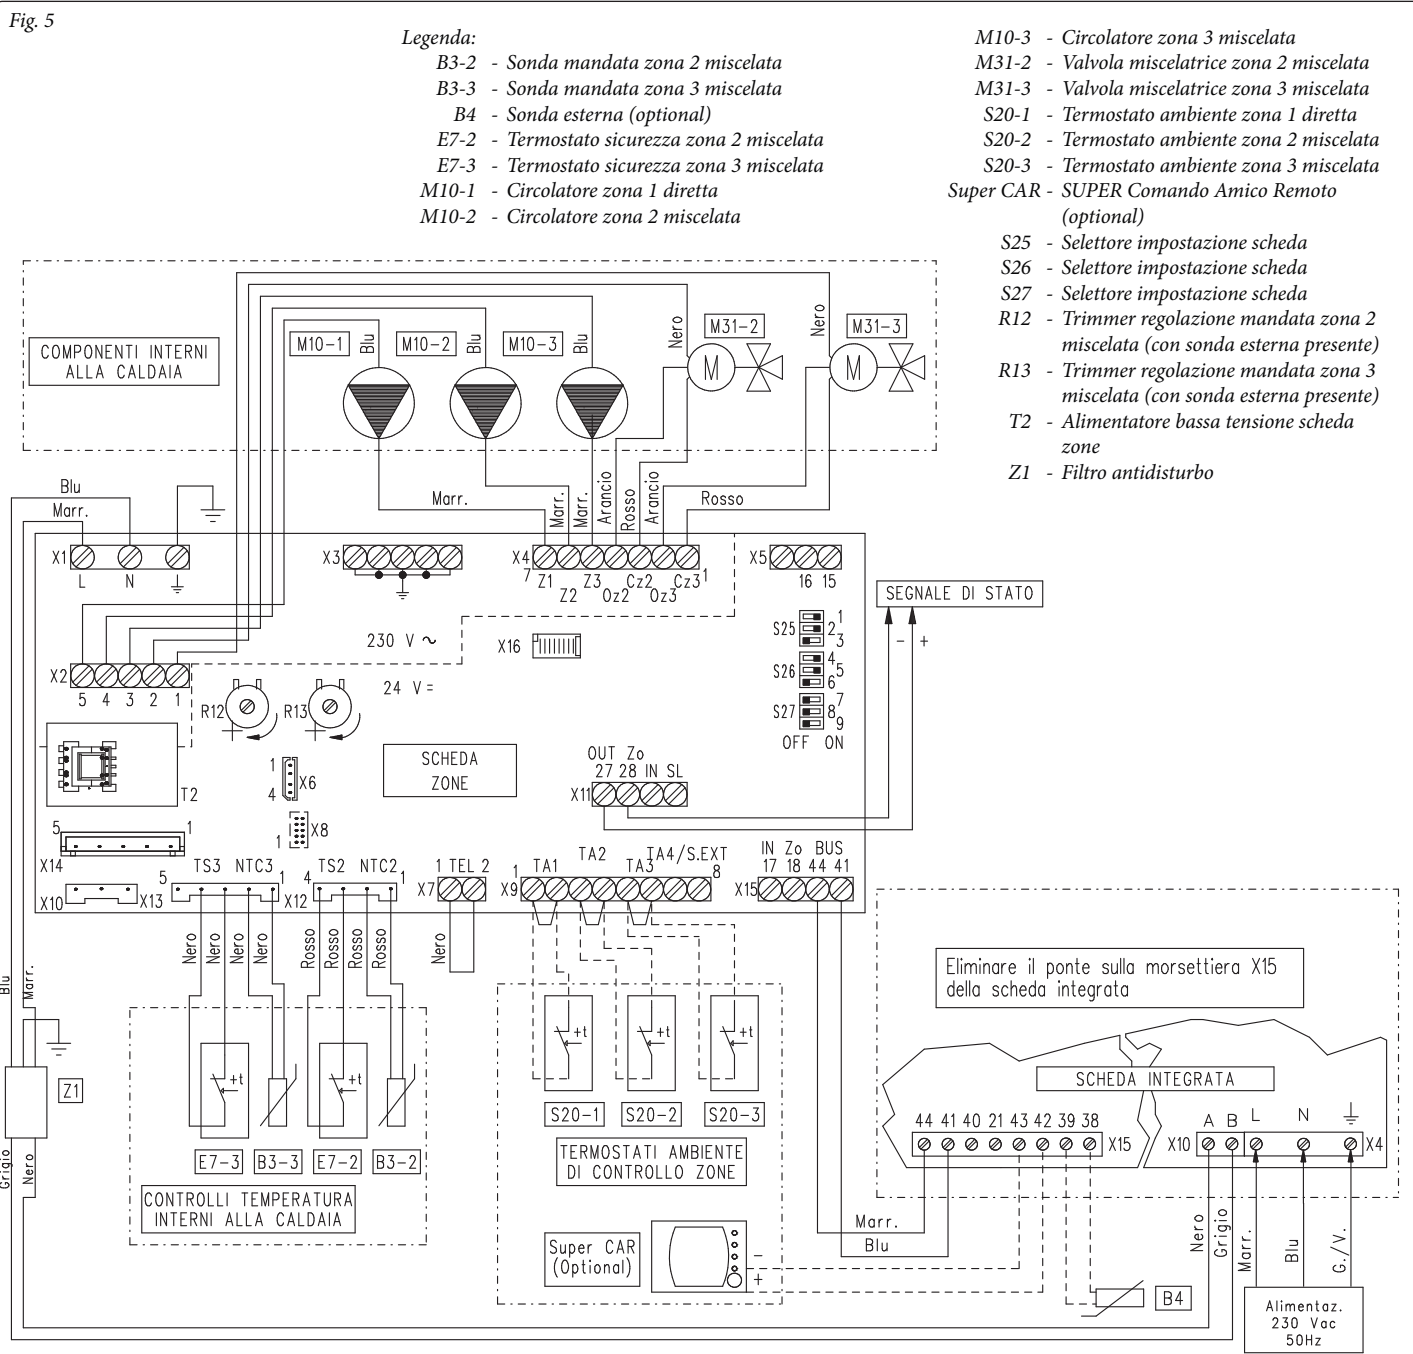 Fig. 5
Legenda:
B3-2 - Sonda mandata zona 2 miscelata
B3-3 - Sonda mandata zona 3 miscelata
B4 - Sonda esterna (optional)
E7-2 - Termostato sicurezza zona 2 miscelata
E7-3 - Termostato sicurezza zona 3 miscelata
M10-1 - Circolatore zona 1 diretta
M10-2 - Circolatore zona 2 miscelata
M10-3 - Circolatore zona 3 miscelata
M31-2 - Valvola miscelatrice zona 2 miscelata
M31-3 - Valvola miscelatrice zona 3 miscelata
S20-1 - Termostato ambiente zona 1 diretta
S20-2 - Termostato ambiente zona 2 miscelata
S20-3 - Termostato ambiente zona 3 miscelata
Super CAR - SUPER Comando Amico Remoto
(optional)
S25 - Selettore impostazione scheda
S26 - Selettore impostazione scheda
S27 - Selettore impostazione scheda
R12 - Trimmer regolazione mandata zona 2
miscelata (con sonda esterna presente)
R13 - Trimmer regolazione mandata zona 3
miscelata (con sonda esterna presente)
T2 - Alimentatore bassa tensione scheda
zone
Z1 - Filtro antidisturbo
COMPONENTI INTERNI
ALLA CALDAIA
M10-1 Blu M10-2 Blu M10-3 Blu Nero M31-2 Nero M31-3
M M
Blu
Marr.
Marr. Marr. Marr. Arancio Rosso Arancio Rosso
X1 X3 X4 X5
L N
7 Z1 Z2 Z3 Oz2 Cz2 Oz3 Cz3 1
16 15
SEGNALE DI STATO
- +
230 V ~
24 V =
X16
S25 1 2 3
S26 4 5 6
S27 7 8 9
OFF ON
X2
5 4 3 2 1
R12 R13
+ +
SCHEDA
ZONE
T2
1 4 X6
1 X8
OUT Zo
27 28 IN SL
X11
5 1
X14
X10 X13 X12
5 TS3 NTC3 1
4 TS2 NTC2 1
X7 1 TEL 2
X9 1 TA1 TA2 TA3 TA4/S.EXT 8
IN Zo BUS
17 18 44 41
X15
Nero Nero Nero Nero Rosso Rosso Rosso Rosso Nero
Blu Marr.
Z1
Grigio Nero
+t +t +t +t +t
E7-3 B3-3 E7-2 B3-2
CONTROLLI TEMPERATURA
INTERNI ALLA CALDAIA
S20-1 S20-2 S20-3
TERMOSTATI AMBIENTE
DI CONTROLLO ZONE
Super CAR
(Optional)
- +
Eliminare il ponte sulla morsettiera X15
della scheda integrata
SCHEDA INTEGRATA
44 41 40 21 43 42 39 38 X15
X10 A B L N X4
Marr.
Blu
Nero Grigio Marr. Blu G./V.
B4
Alimentaz.
230 Vac
50Hz